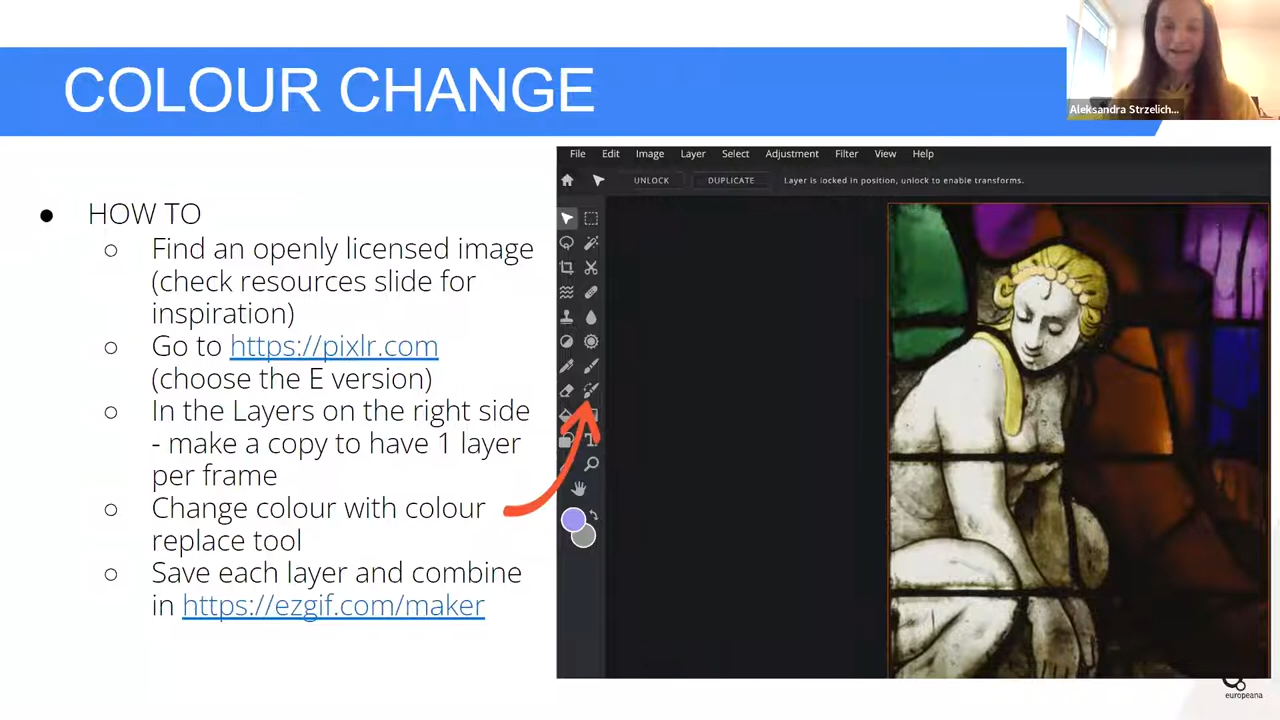 COLOUR CHANGE
Aleksandra Strzelich...
File Edit Image Layer Select Adjustment Filter View Help
UNLOCK DUPLICATE Layer is locked in position, unlock to enable transforms.
● HOW TO
○ Find an openly licensed image
(check resources slide for
inspiration)
○ Go to https://pixlr.com
(choose the E version)
○ In the Layers on the right side
- make a copy to have 1 layer
per frame
○ Change colour with colour
replace tool
○ Save each layer and combine
in https://ezgif.com/maker
europeana